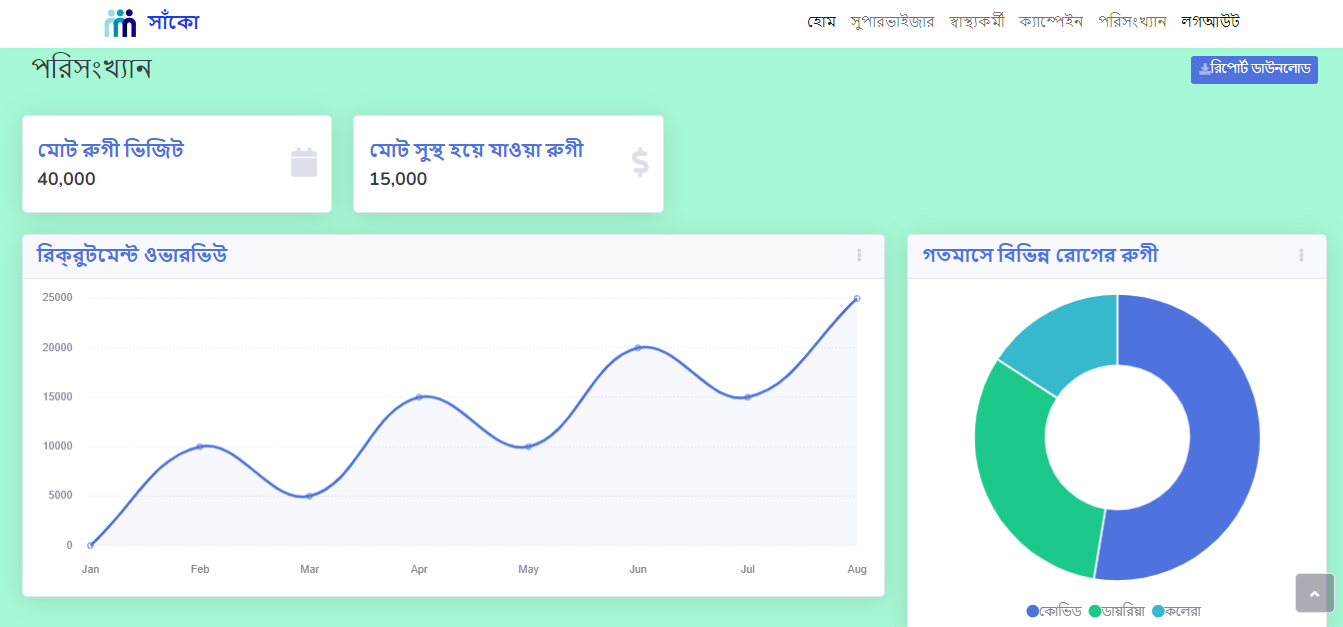 সাঁকো
হোম সুপারভাইজার স্বাস্থ্যকর্মী ক্যাম্পেইন পরিসংখ্যান লগআউট
পরিসংখ্যান
রিপোর্ট ডাউনলোড
মোট রুগী ভিজিট
40,000
মোট সুস্থ হয়ে যাওয়া রুগী
15,000
রিক্রুটমেন্ট ওভারভিউ
25000
20000
15000
10000
5000
0
Jan Feb Mar Apr May Jun Jul Aug
গতমাসে বিভিন্ন রোগের রুগী
কোভিড ডায়রিয়া কলেরা